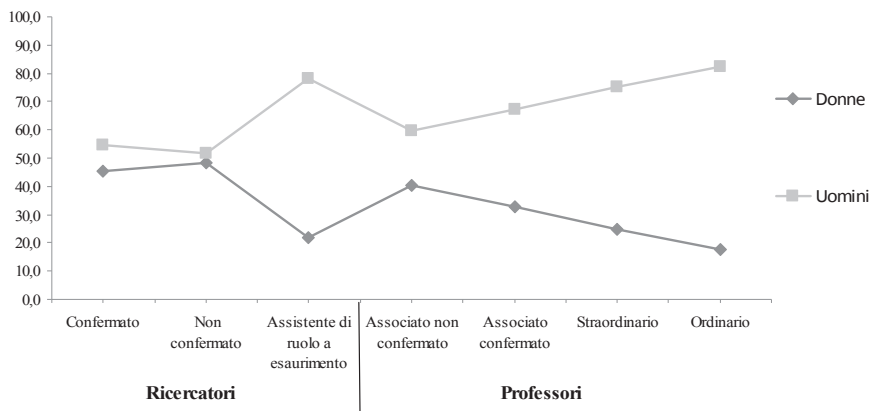 100,0
90,0
80,0
70,0
60,0
50,0
40,0
30,0
20,0
10,0
0,0
Donne
Uomini
Confermato
Non
confermato
Assistente di
ruolo a
esaurimento
Associato non
confermato
Associato
confermato
Straordinario
Ordinario
Ricercatori
Professori